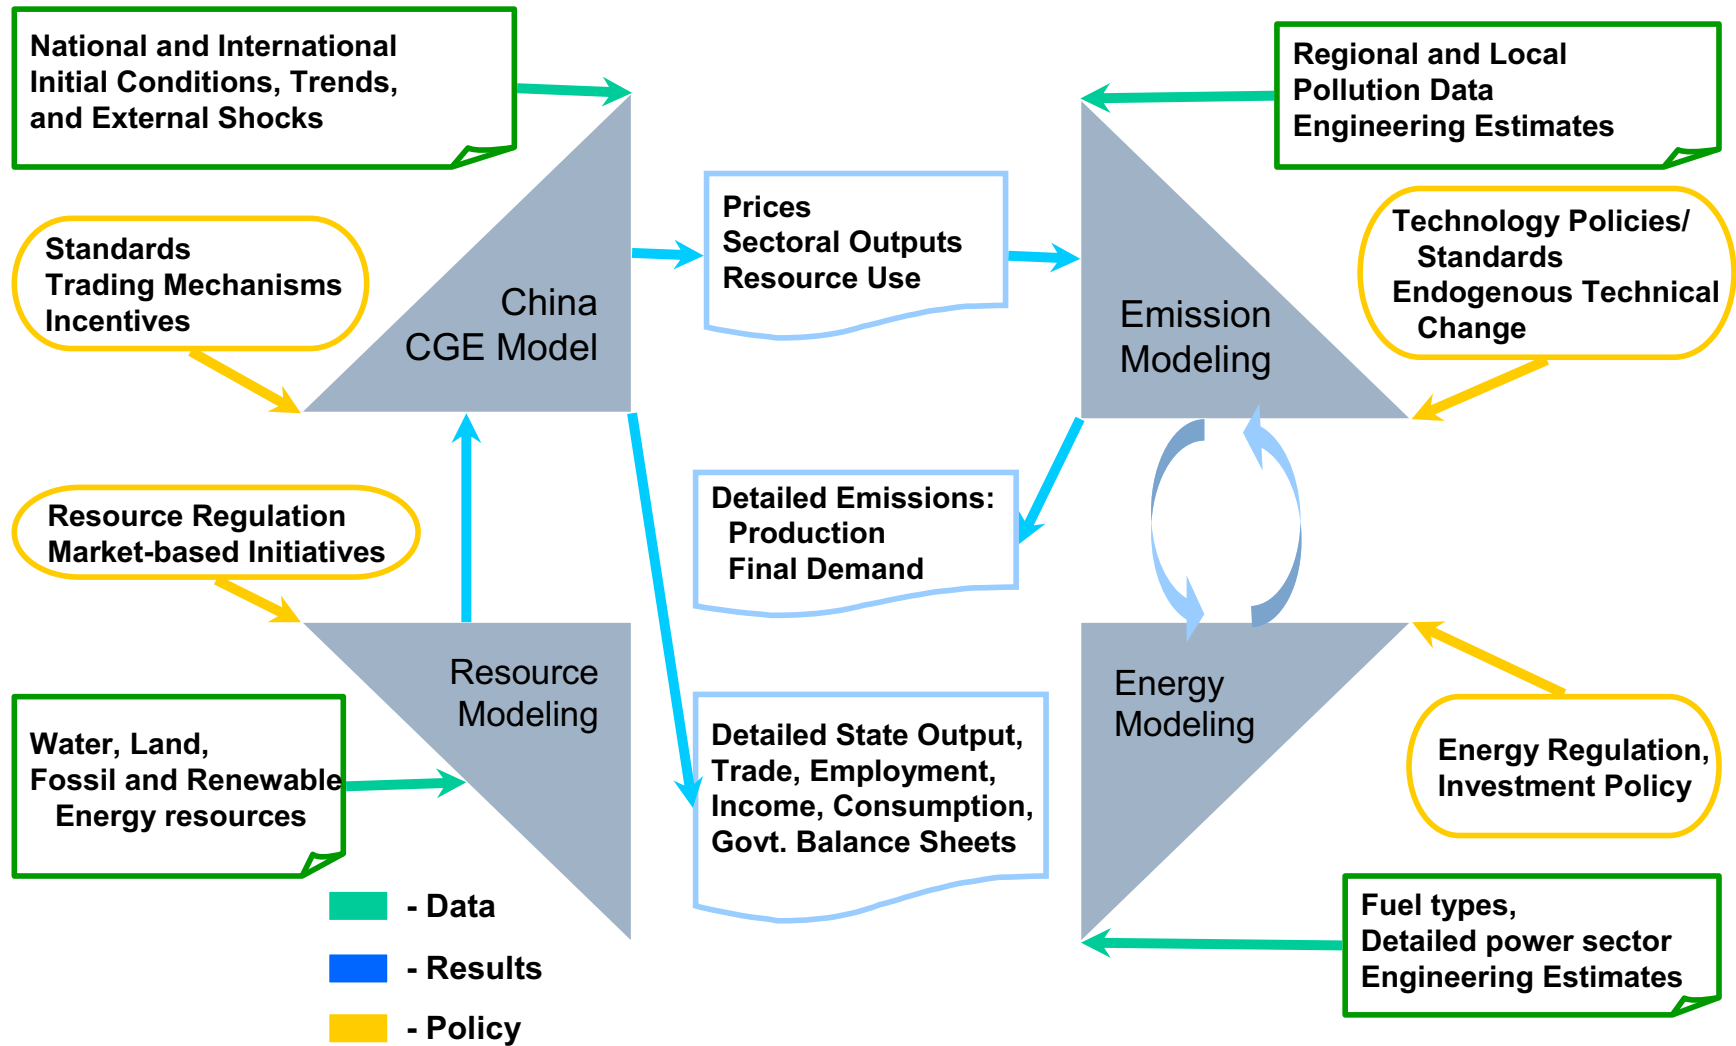 National and International
Initial Conditions, Trends,
and External Shocks
Regional and Local
Pollution Data
Engineering Estimates
Standards
Trading Mechanisms
Incentives
Prices
Sectoral Outputs
Resource Use
Technology Policies/
Standards
Endogenous Technical
Change
China
CGE Model
Emission
Modeling
Resource Regulation
Market-based Initiatives
Detailed Emissions:
Production
Final Demand
Resource
Modeling
Energy
Modeling
Water, Land,
Fossil and Renewable
Energy resources
Detailed State Output,
Trade, Employment,
Income, Consumption,
Govt. Balance Sheets
Energy Regulation,
Investment Policy
Fuel types,
Detailed power sector
Engineering Estimates
- Data
- Results
- Policy